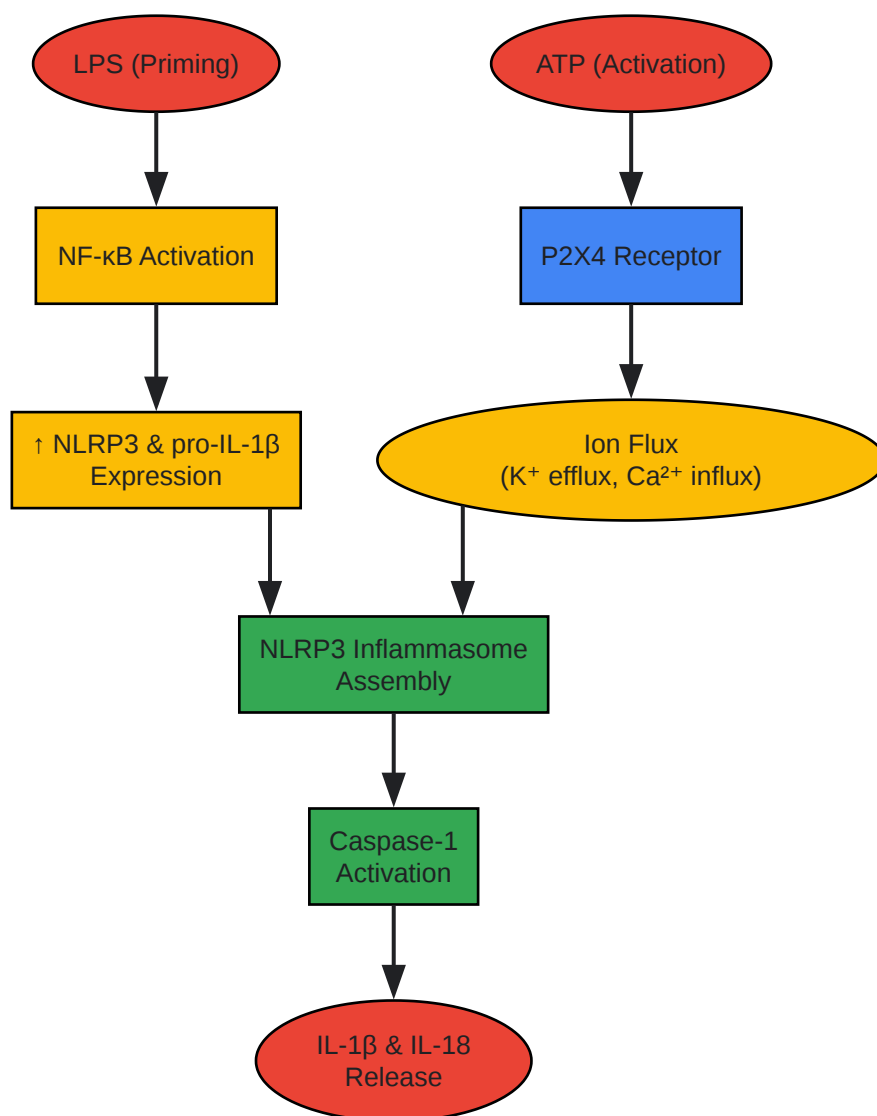 LPS (Priming)
ATP (Activation)
NF-κB Activation
P2X4 Receptor
↑ NLRP3 & pro-IL-1β
Expression
Ion Flux
(K⁺ efflux, Ca²⁺ influx)
NLRP3 Inflammasome
Assembly
Caspase-1
Activation
IL-1β & IL-18
Release